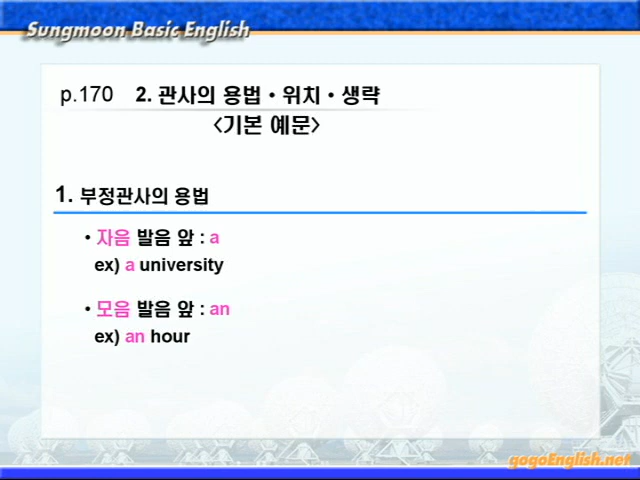 Sungmoon Basic English
p.170 2. 관사의 용법 • 위치 • 생략
<기본 예문>
1. 부정관사의 용법
• 자음 발음 앞 : a
ex) a university
• 모음 발음 앞 : an
ex) an hour
gogoEnglish.net